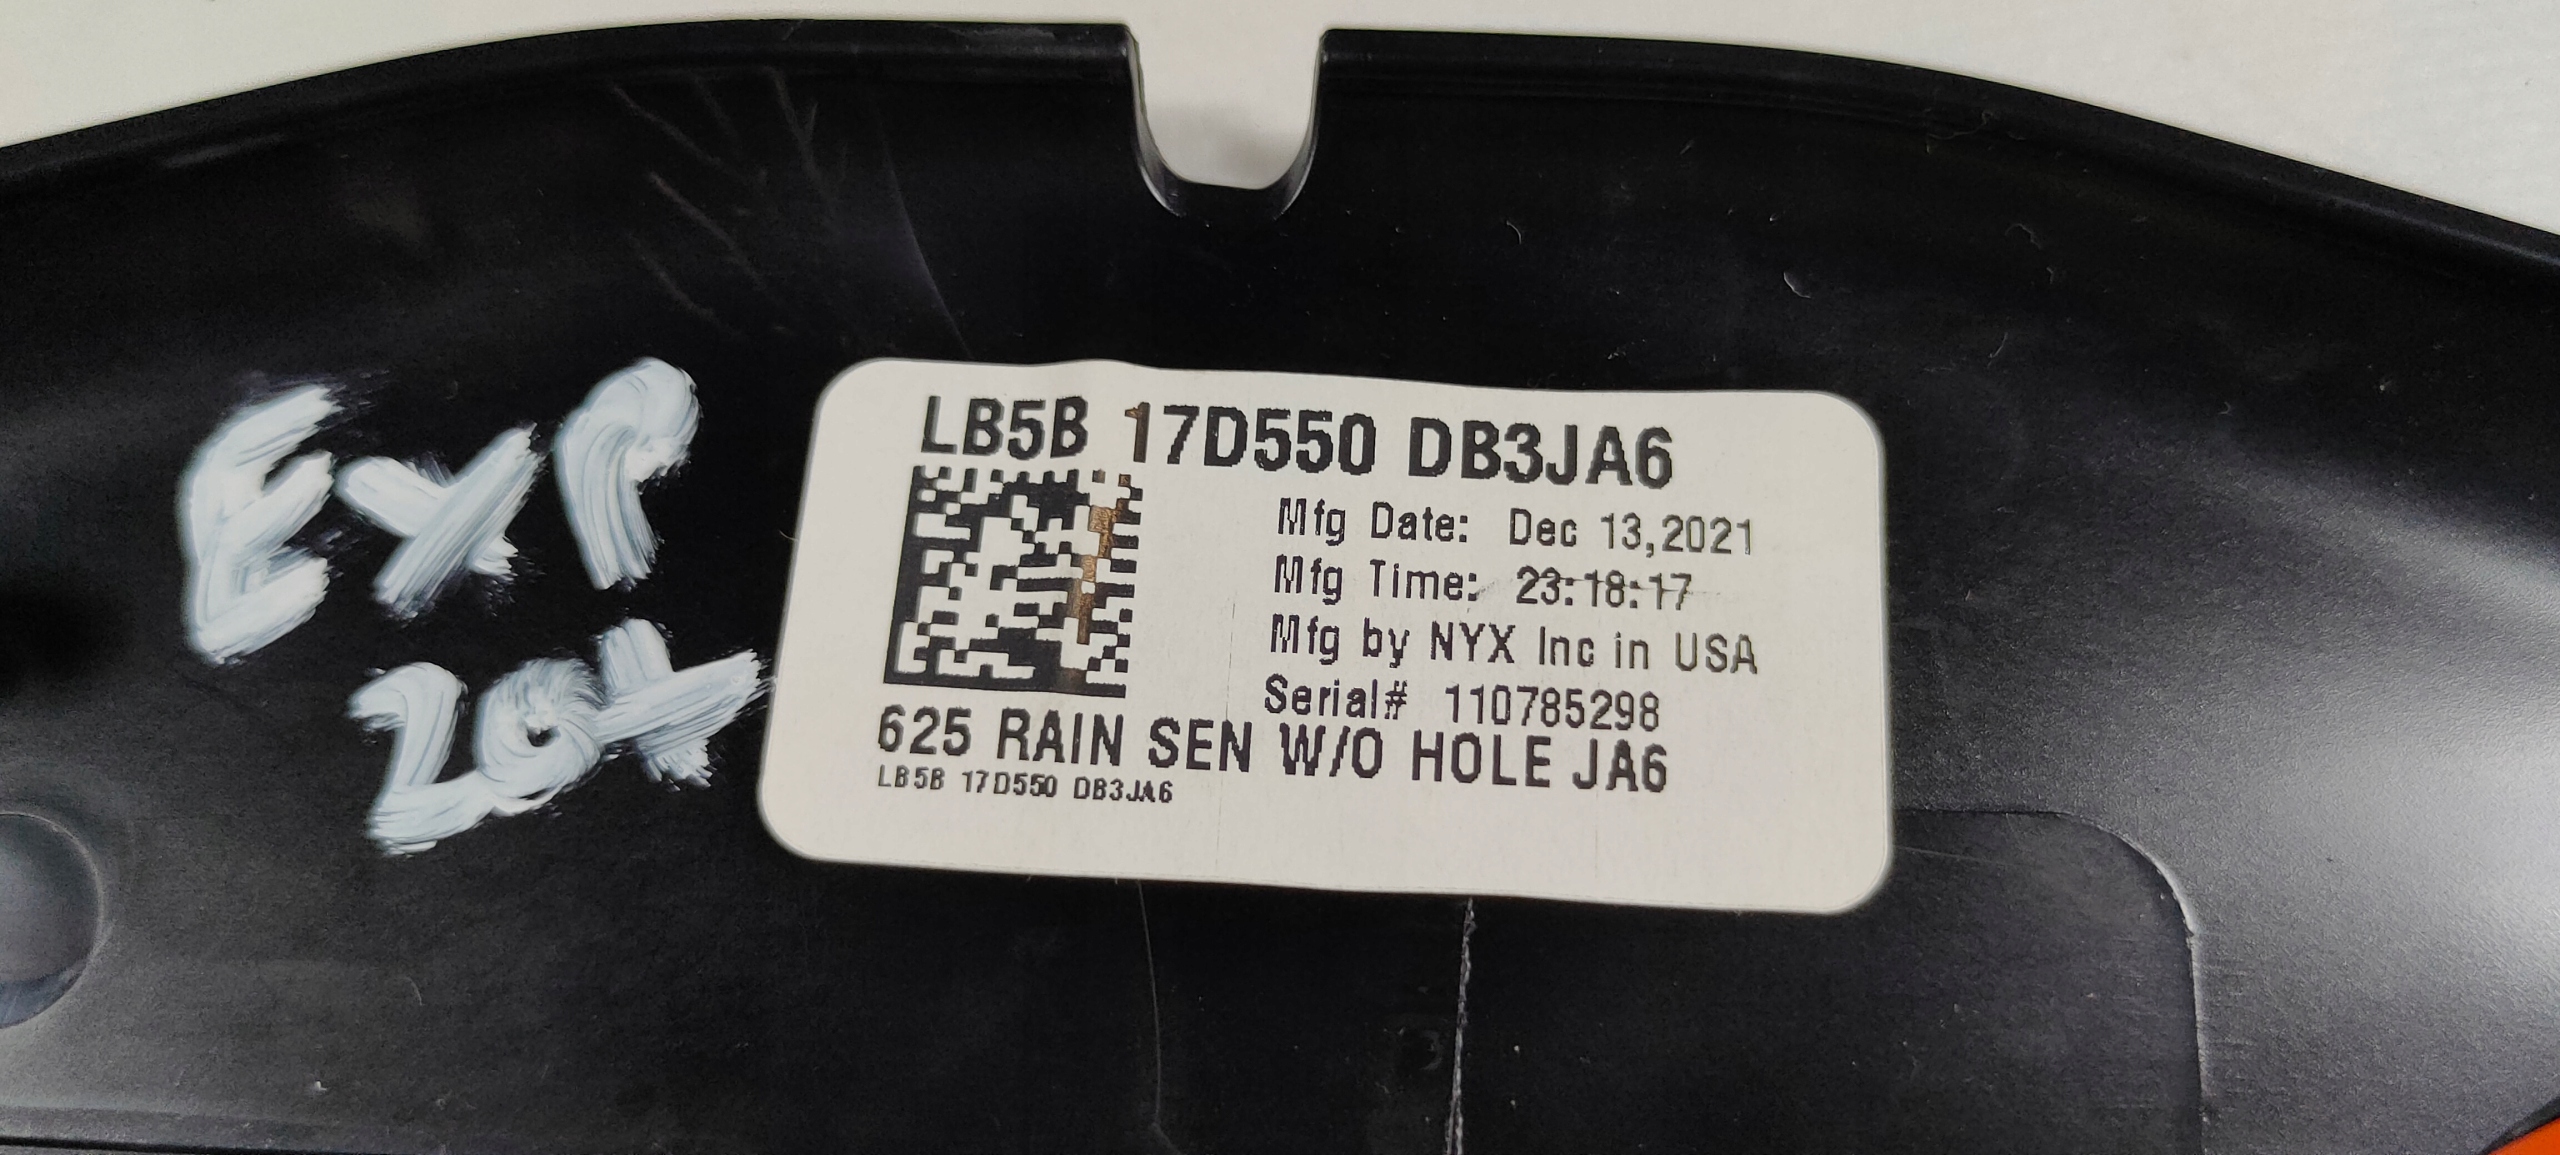 EXP
20+
LB5B 17D550 DB3JA6
Mfg Date: Dec 13,2021
Mfg Time: 23:18:17
Mfg by NYX Inc in USA
Serial# 110785298
625 RAIN SEN W/O HOLE JA6
LB5B 17D550 DB3JA6